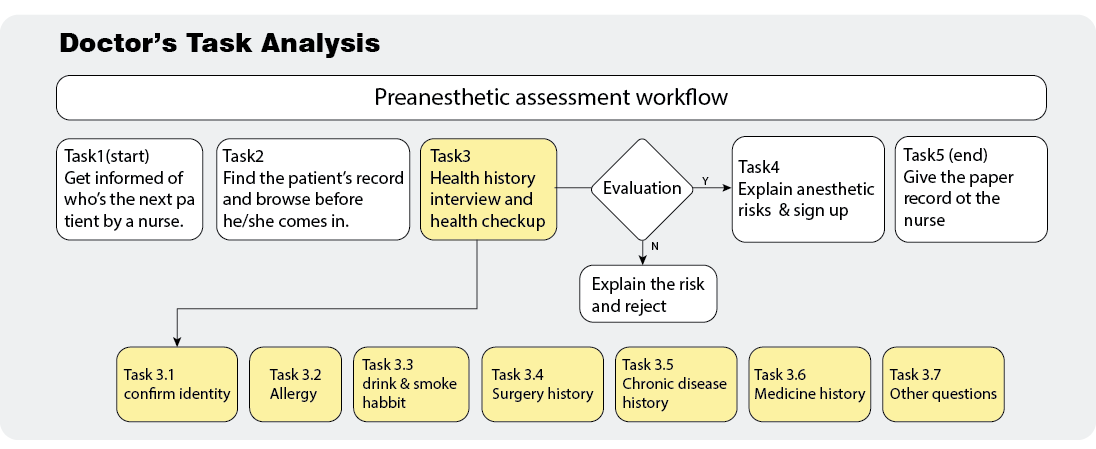 Doctor's Task Analysis
Preanesthetic assessment workflow
Task1(start)
Get informed of
who's the next pa
tient by a nurse.
Task2
Find the patient's record
and browse before
he/she comes in.
Task3
Health history
interview and
health checkup
Evaluation
Y
N
Explain the risk
and reject
Task4
Explain anesthetic
risks & sign up
Task5 (end)
Give the paper
record ot the
nurse
Task 3.1
confirm identity
Task 3.2
Allergy
Task 3.3
drink & smoke
habbit
Task 3.4
Surgery history
Task 3.5
Chronic disease
history
Task 3.6
Medicine history
Task 3.7
Other questions